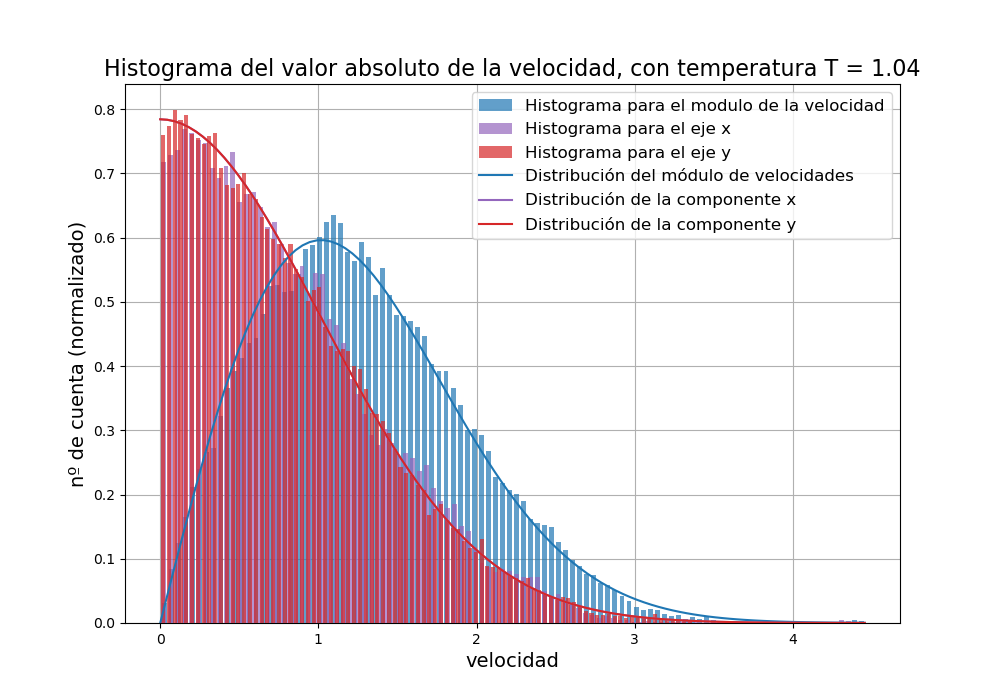 Histograma del valor absoluto de la velocidad, con temperatura T = 1.04
Histograma para el modulo de la velocidad
Histograma para el eje x
Histograma para el eje y
Distribución del módulo de velocidades
Distribución de la componente x
Distribución de la componente y
nº de cuenta (normalizado)
0.8
0.7
0.6
0.5
0.4
0.3
0.2
0.1
0.0
0 1 2 3 4
velocidad